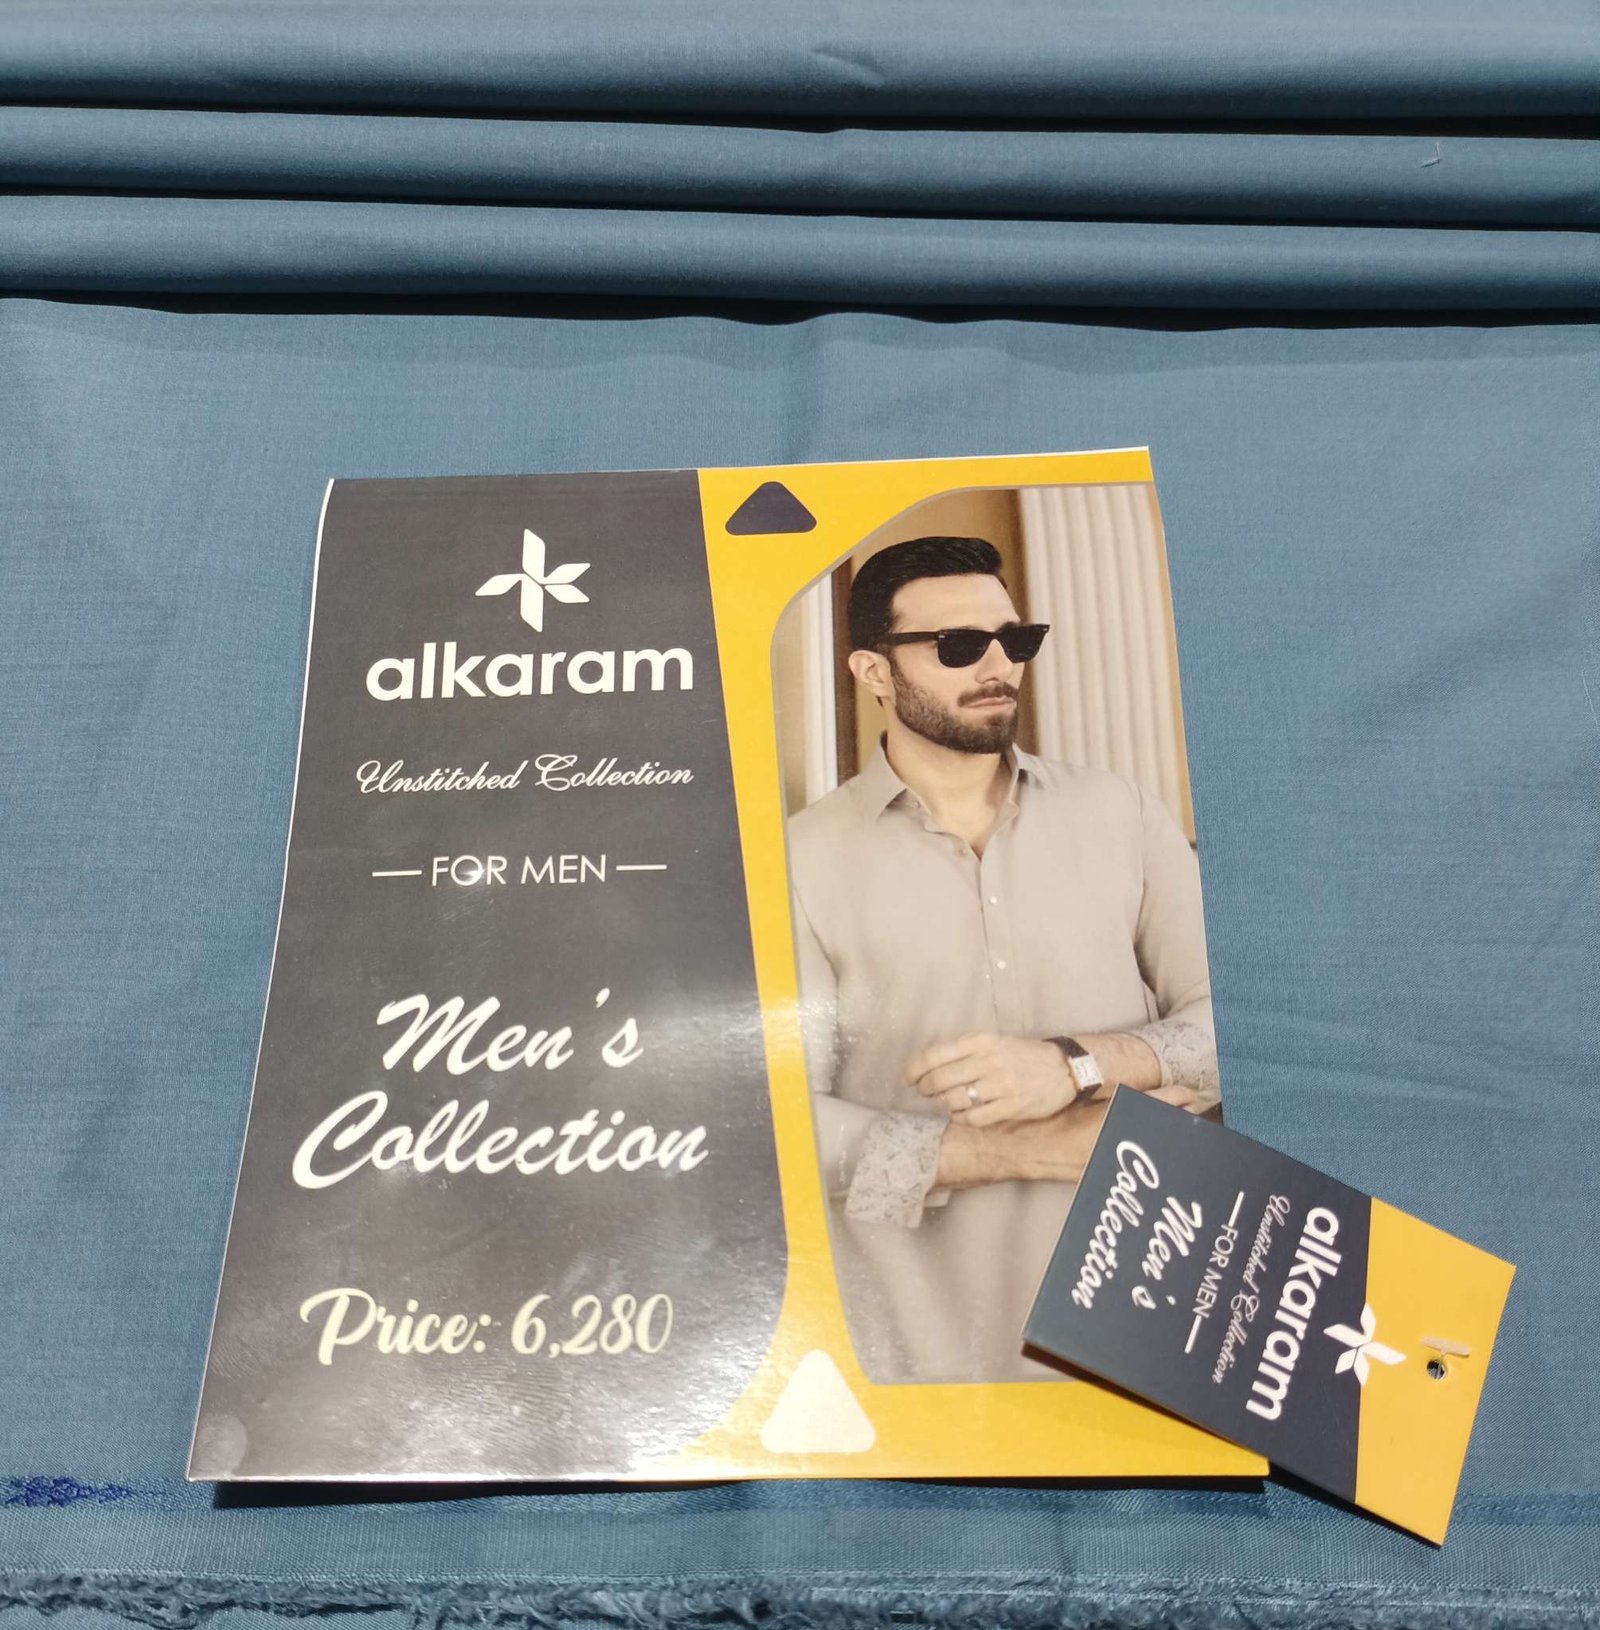 alkaram
Unstitched Collection
FOR MEN
Men's
Collection
Price: 6,280
alkaram
Unstitched Collection
FOR MEN
Men's
Collection